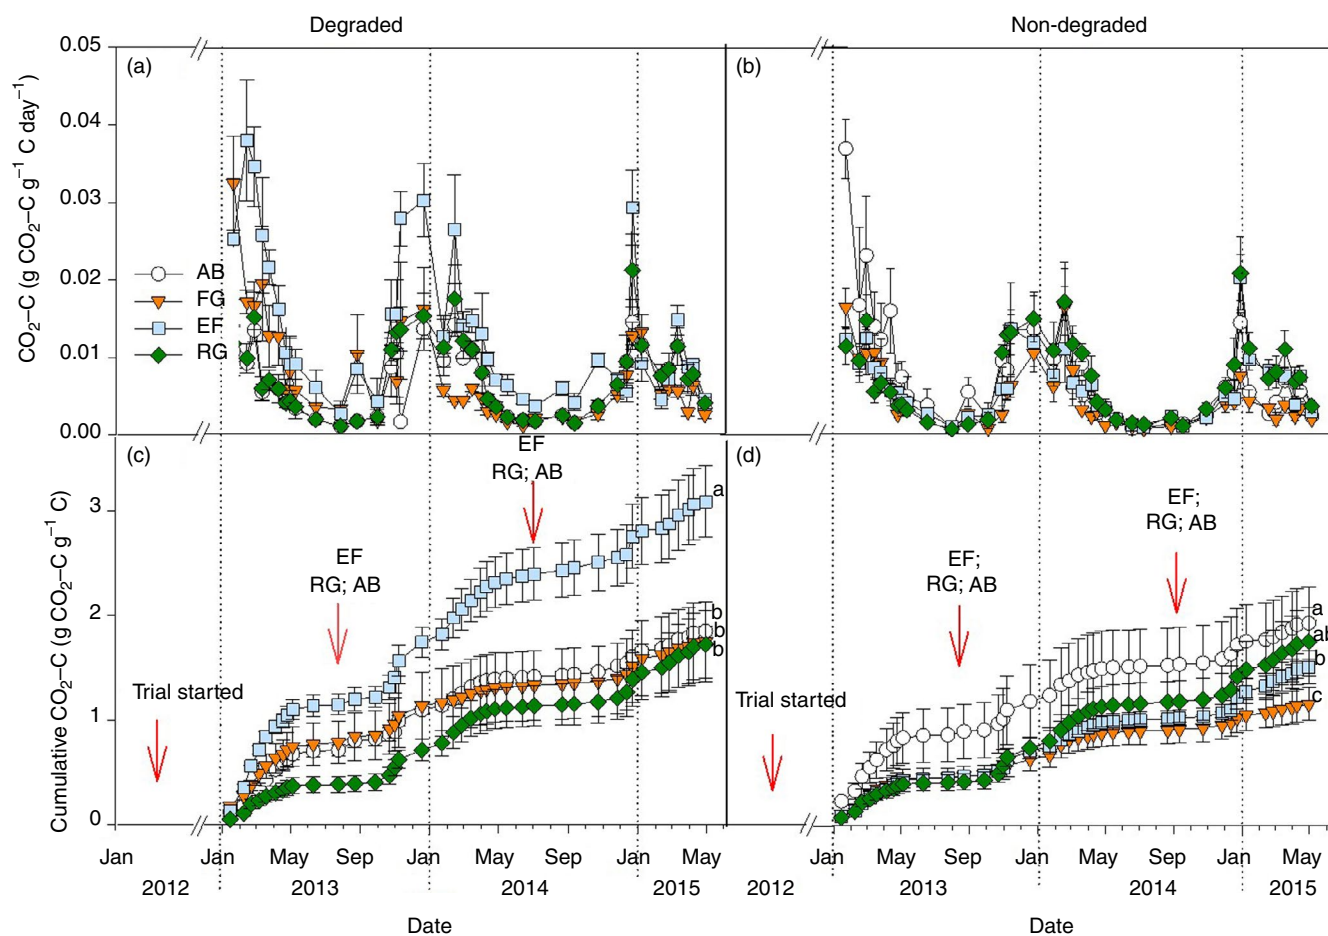 Degraded
Non-degraded
0.05
(a)
(b)
0.04
0.03
0.02
0.01
0.00
CO₂–C (g CO₂–C g⁻¹ C day⁻¹)
AB
FG
EF
RG
(c)
(d)
EF
RG; AB
EF
RG; AB
EF;
RG; AB
EF;
RG; AB
a
b
b
b
a
ab
b
c
Trial started
Trial started
3
2
1
0
Cumulative CO₂–C (g CO₂–C g⁻¹ C)
Jan Jan May Sep Jan May Sep Jan May
2012 2013 2014 2015
Date
Jan May Sep Jan May Sep Jan May
2012 2013 2014 2015
Date